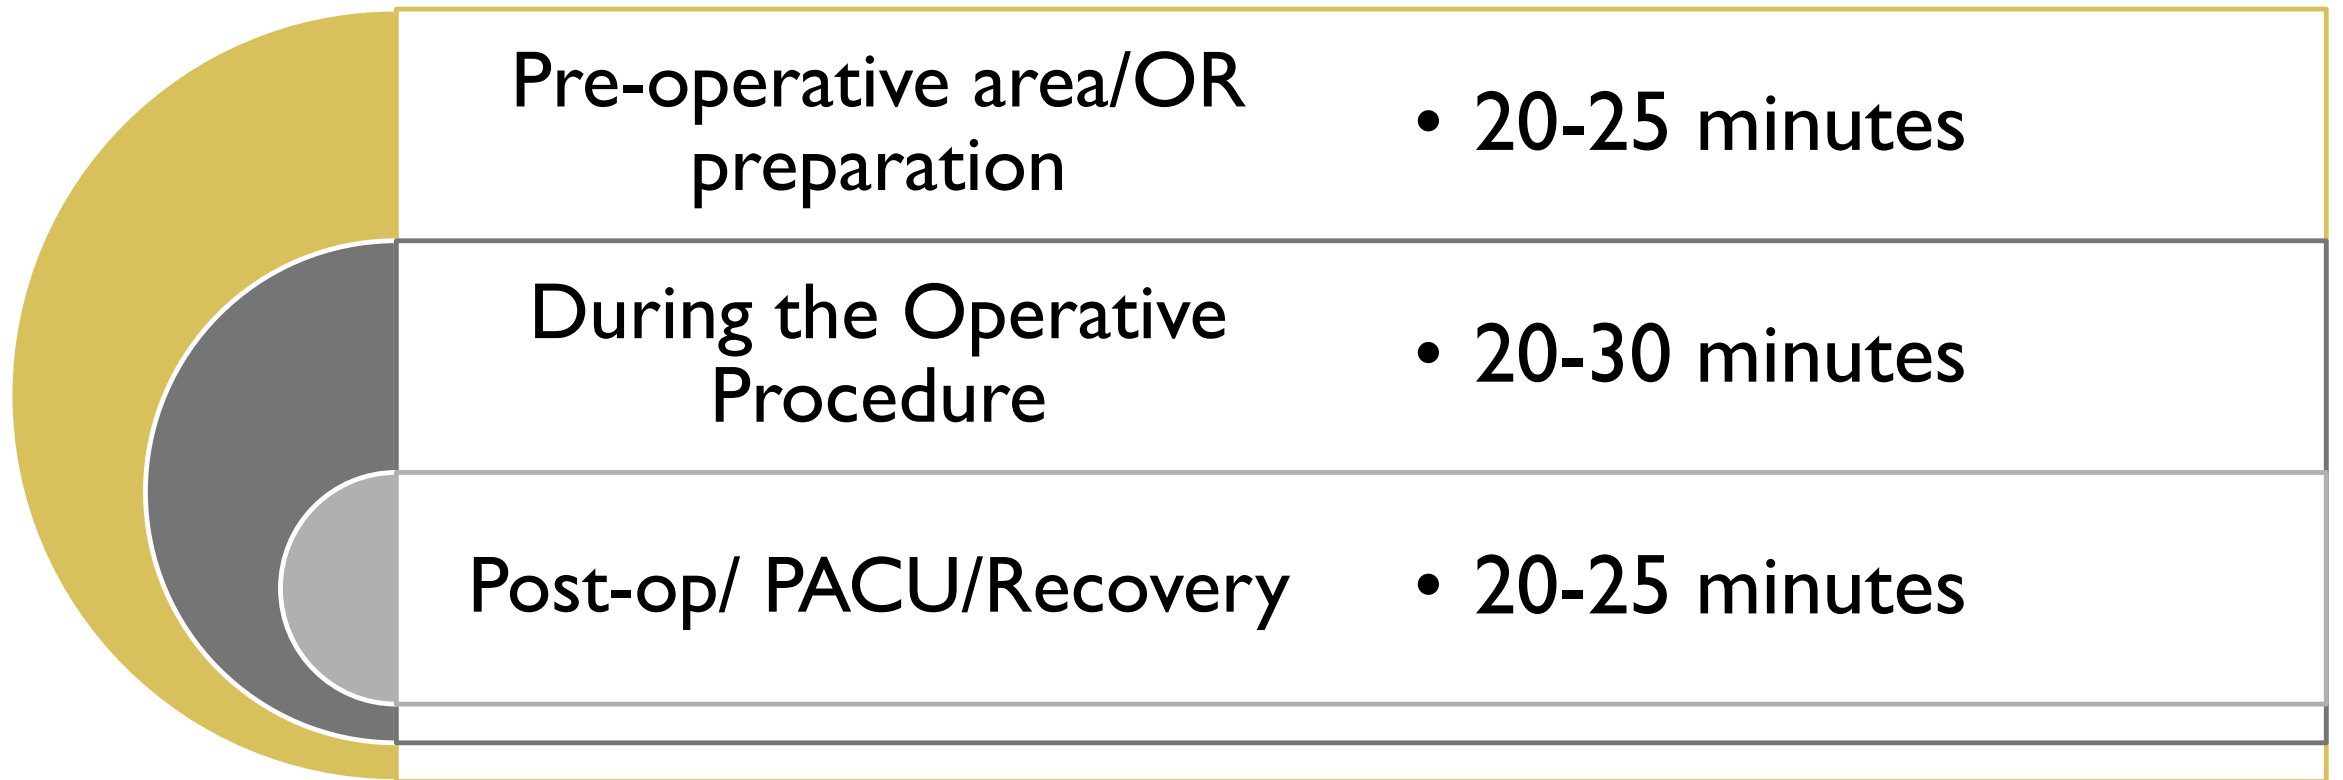 Pre-operative area/OR
preparation
• 20-25 minutes
During the Operative
Procedure
• 20-30 minutes
Post-op/ PACU/Recovery
• 20-25 minutes